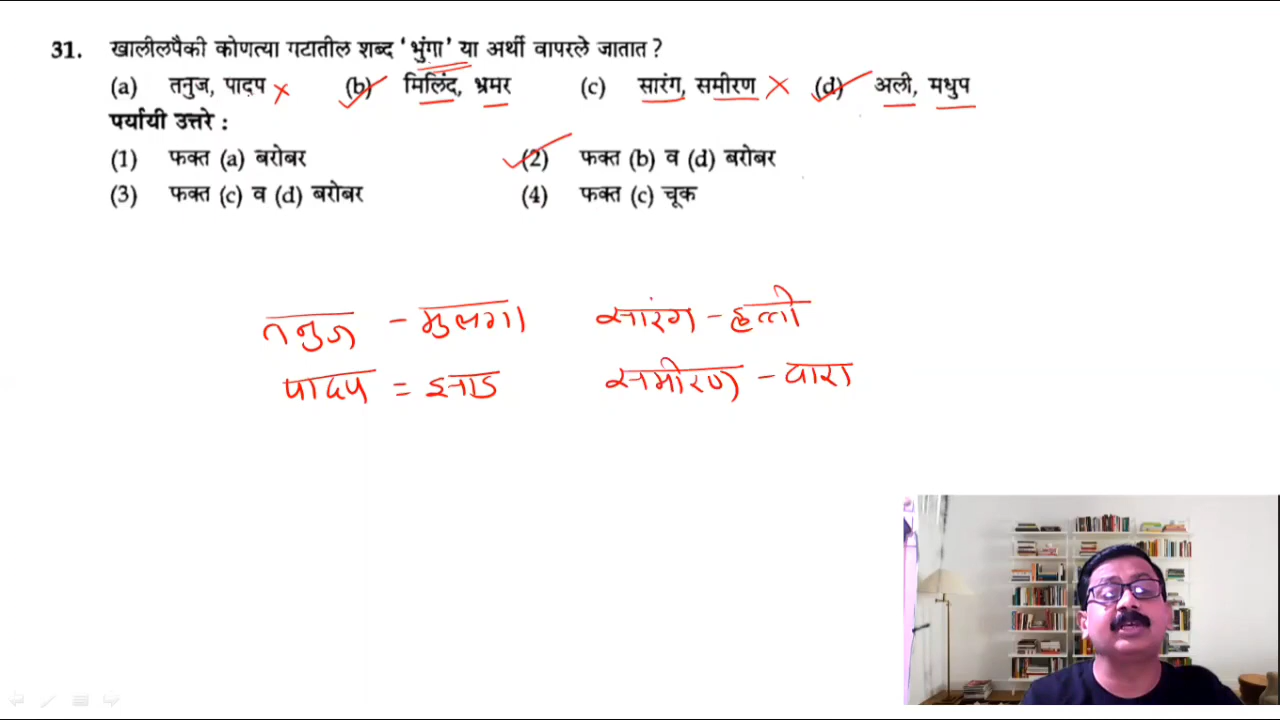 31. खालीलपैकी कोणत्या गटातील शब्द 'भुंगा' या अर्थी वापरले जातात ?
(a) तनुज, पादप (b) मिलिंद, भ्रमर (c) सारंग, समीरण (d) अली, मधुप
पर्यायी उत्तरे :
(1) फक्त (a) बरोबर (2) फक्त (b) व (d) बरोबर
(3) फक्त (c) व (d) बरोबर (4) फक्त (c) चूक
तनुज - मुलगा सारंग - हत्ती
पादप = झाड समीरण - वारा